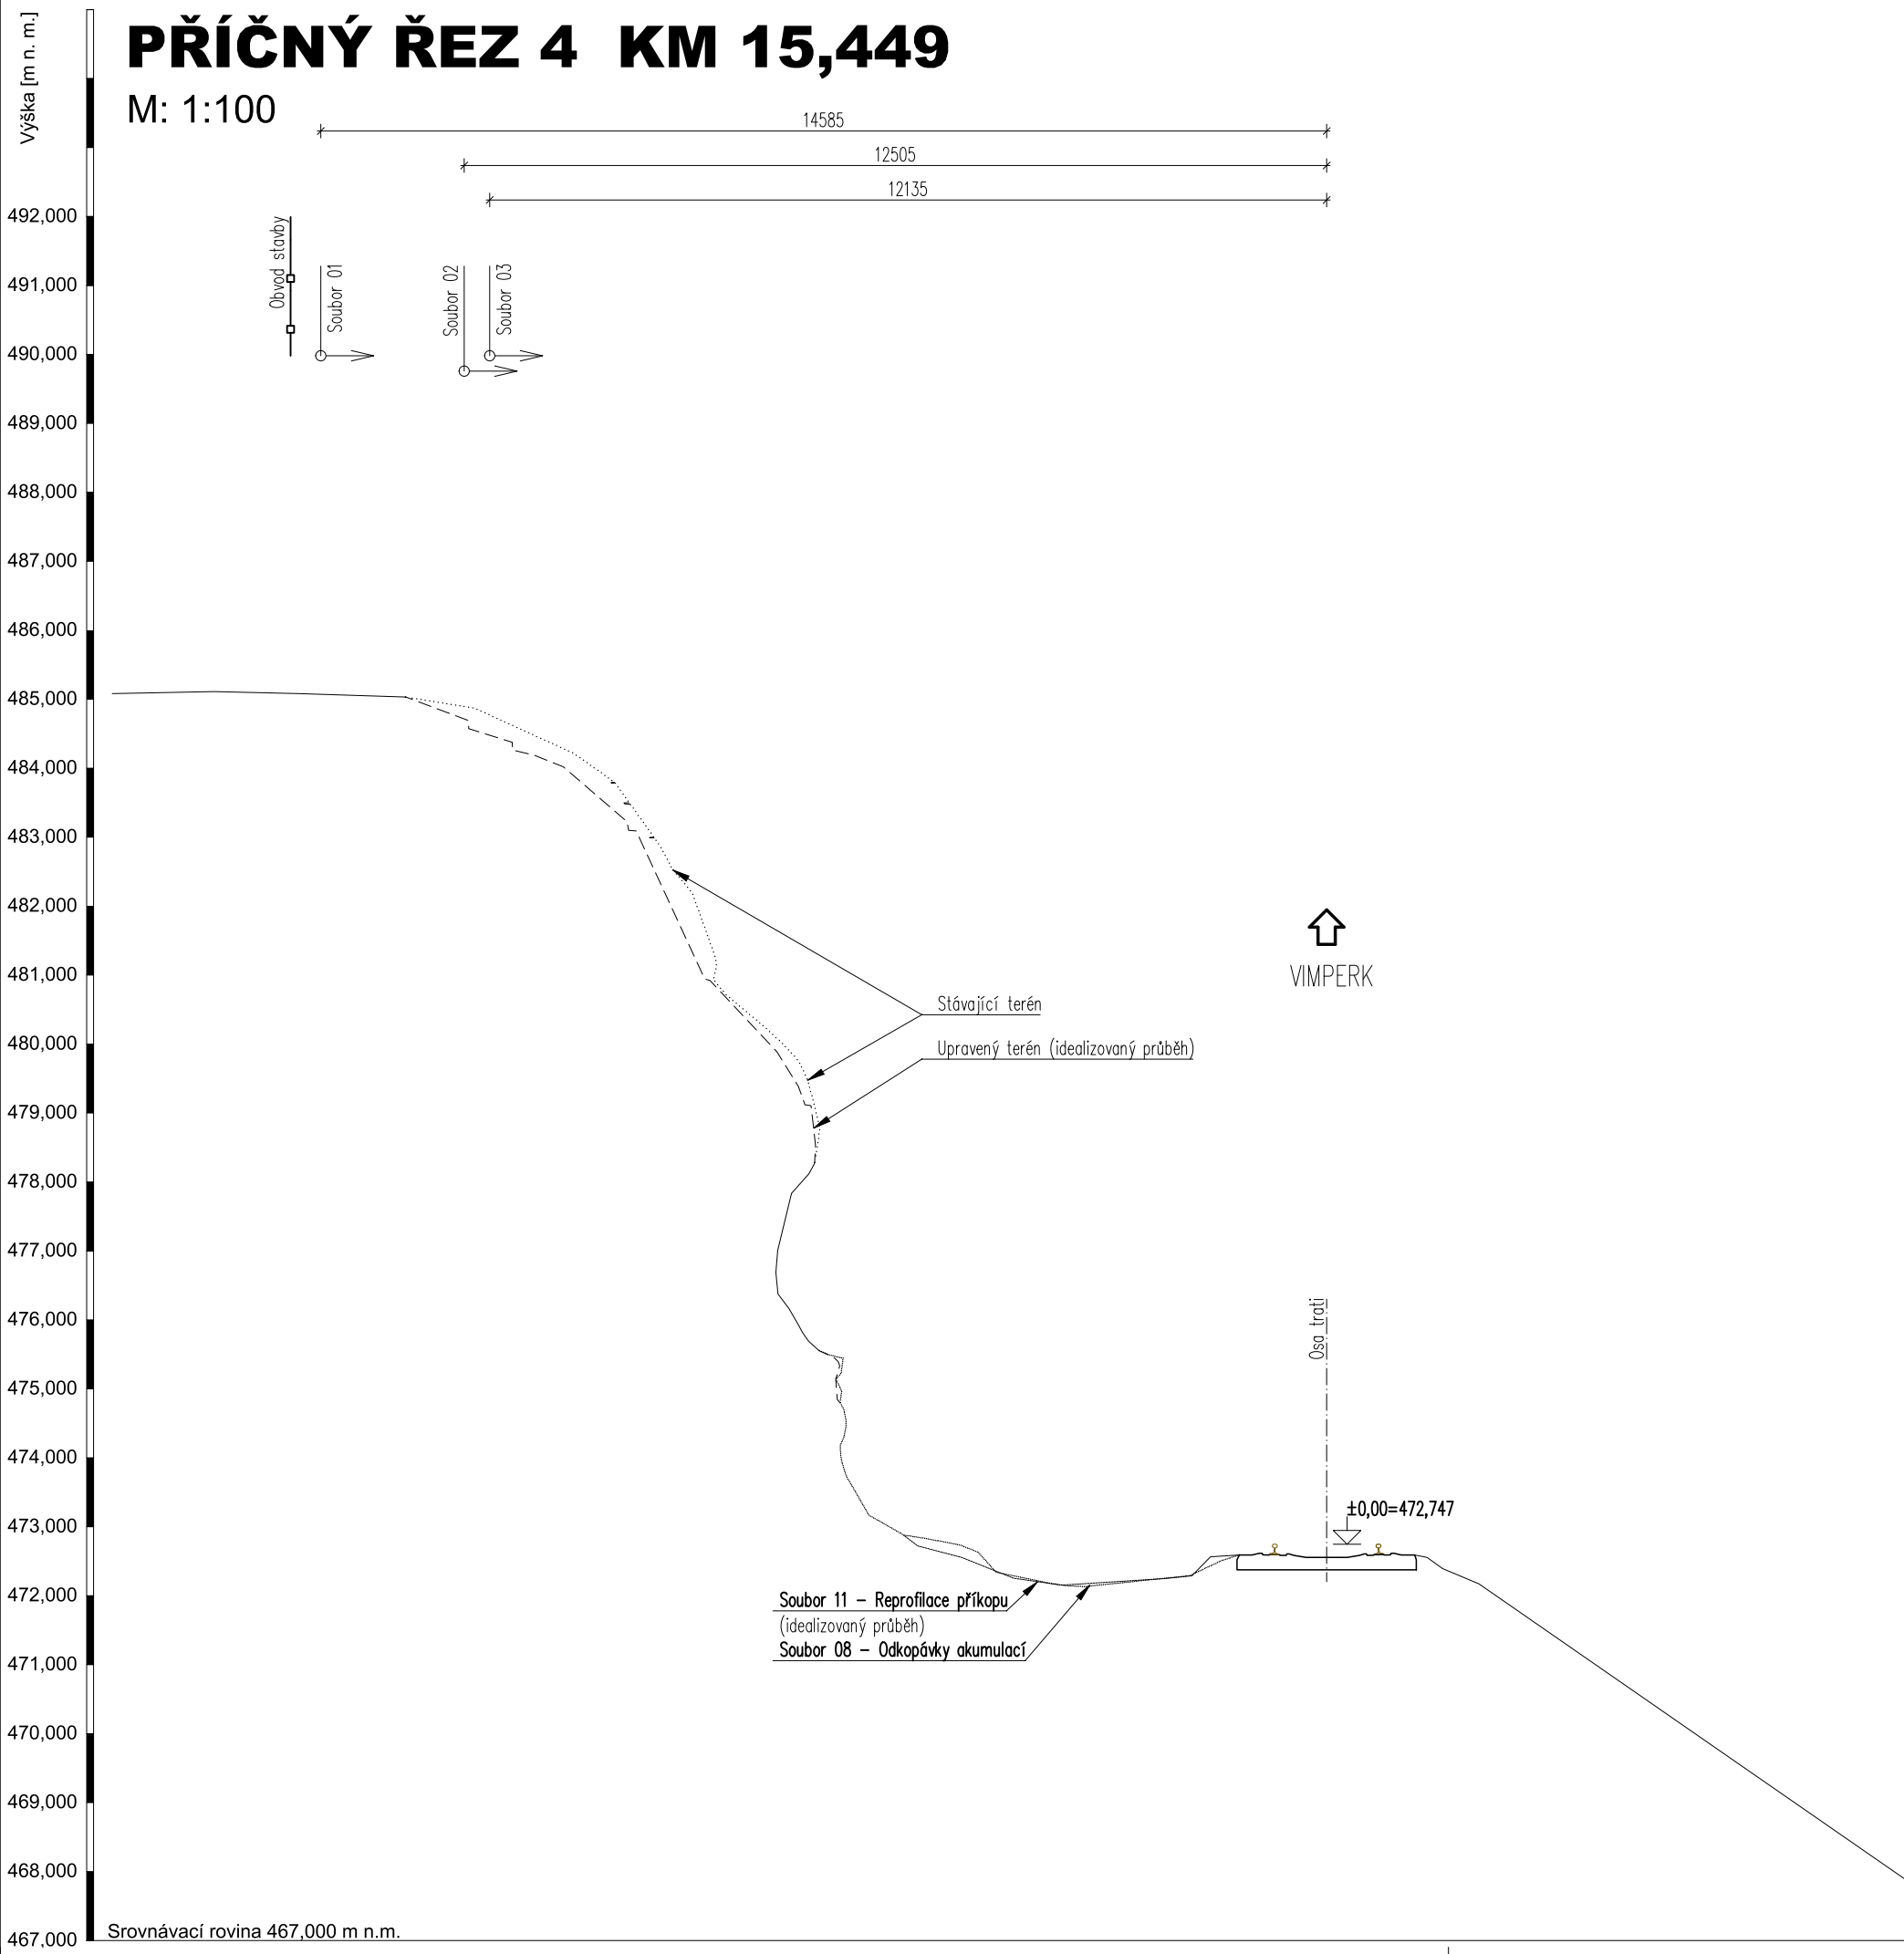 Výška [m n. m.]
PŘÍČNÝ ŘEZ 4 KM 15,449
M: 1:100
14585
12505
12135
Obvod stavby
Soubor 01
Soubor 02
Soubor 03
492,000
491,000
490,000
489,000
488,000
487,000
486,000
485,000
484,000
483,000
482,000
481,000
480,000
479,000
478,000
477,000
476,000
475,000
474,000
473,000
472,000
471,000
470,000
469,000
468,000
467,000
VIMPERK
Stávající terén
Upravený terén (idealizovaný průběh)
Osa trati
±0,00=472,747
Soubor 11 – Reprofilace příkopu
(idealizovaný průběh)
Soubor 08 – Odkopávky akumulací
Srovnávací rovina 467,000 m n.m.